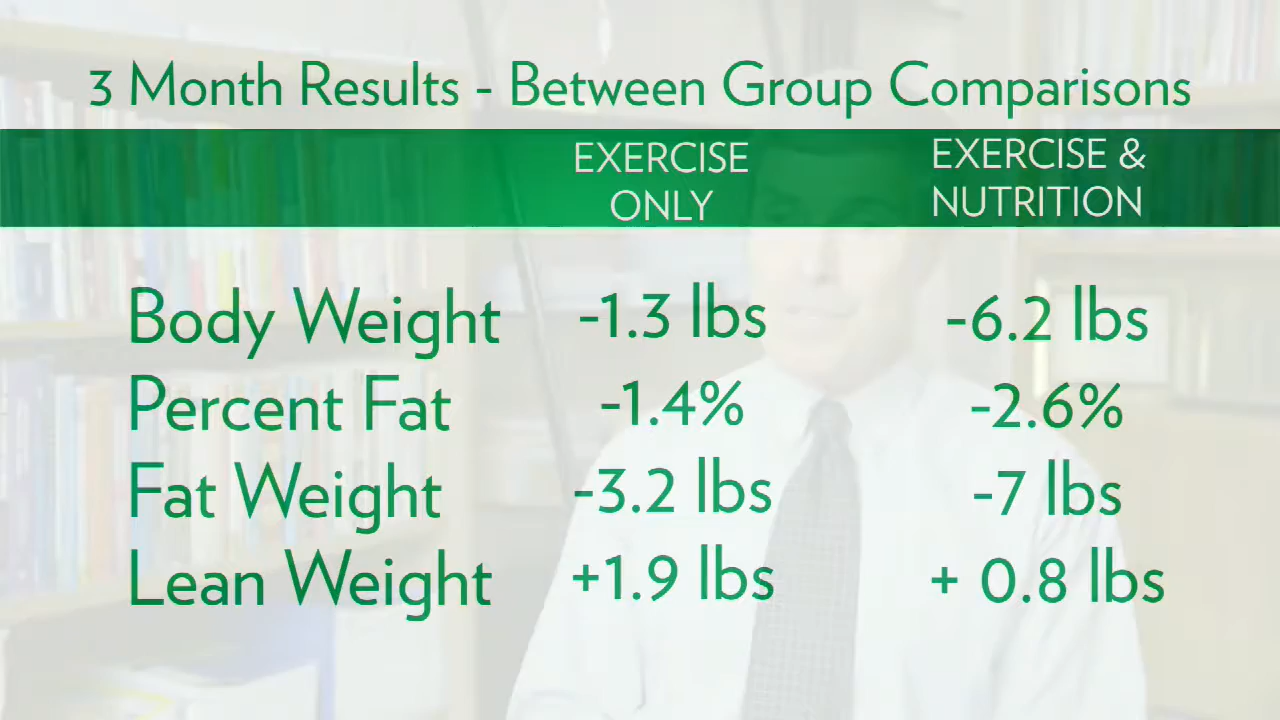 3 Month Results - Between Group Comparisons
EXERCISE ONLY
EXERCISE & NUTRITION
Body Weight -1.3 lbs -6.2 lbs
Percent Fat -1.4% -2.6%
Fat Weight -3.2 lbs -7 lbs
Lean Weight +1.9 lbs + 0.8 lbs